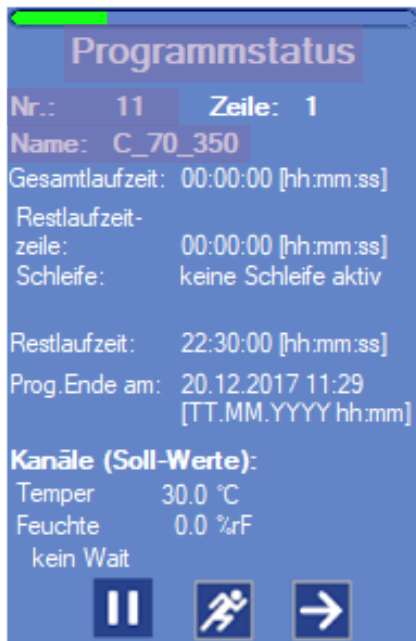 Programmstatus
Nr.: 11 Zeile: 1
Name: C_70_350
Gesamtlaufzeit: 00:00:00 [hh:mm:ss]
Restlaufzeit-
zeile: 00:00:00 [hh:mm:ss]
Schleife: keine Schleife aktiv
Restlaufzeit: 22:30:00 [hh:mm:ss]
Prog.Ende am: 20.12.2017 11:29
[TT.MM.YYYY hh:mm]
Kanäle (Soll-Werte):
Temper 30.0 °C
Feuchte 0.0 %rF
kein Wait